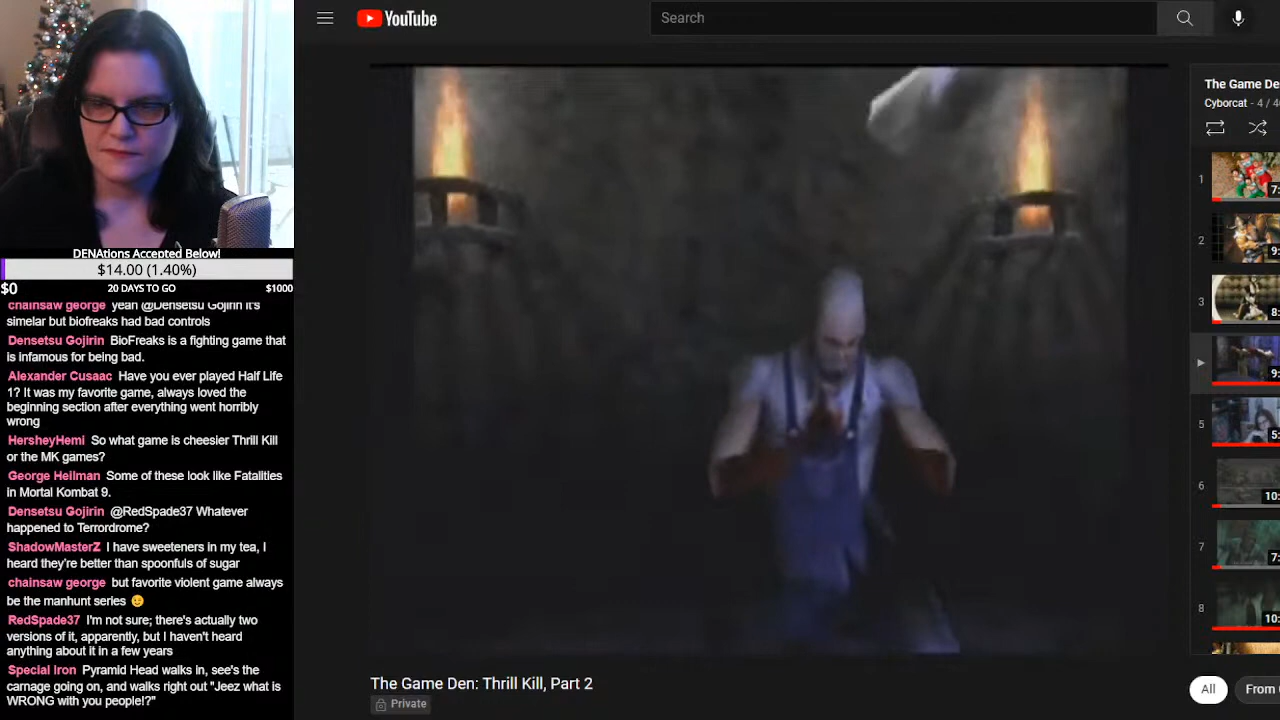 YouTube
Search
DENAtions Accepted Below!
$14.00 (1.40%)
$0 20 DAYS TO GO $1000
chainsaw george yeah @Densetsu Gojirin it's
simelar but biofreaks had bad controls
Densetsu Gojirin BioFreaks is a fighting game that
is infamous for being bad.
Alexander Cusaac Have you ever played Half Life
1? It was my favorite game, always loved the
beginning section after everything went horribly
wrong
HersheyHemi So what game is cheesier Thrill Kill
or the MK games?
George Heilman Some of these look like Fatalities
in Mortal Kombat 9.
Densetsu Gojirin @RedSpade37 Whatever
happened to Terrordrome?
ShadowMasterZ I have sweeteners in my tea, I
heard they're better than spoonfuls of sugar
chainsaw george but favorite violent game always
be the manhunt series 😉
RedSpade37 I'm not sure; there's actually two
versions of it, apparently, but I haven't heard
anything about it in a few years
Special Iron Pyramid Head walks in, see's the
carnage going on, and walks right out "Jeez what is
WRONG with you people!?"
The Game Den: Thrill Kill, Part 2
Private
The Game De
Cyborcat - 4 / 4
1
7:
2
9:
3
8:
9:
5
5:
6
10:
7
7:
8
10:
All
From